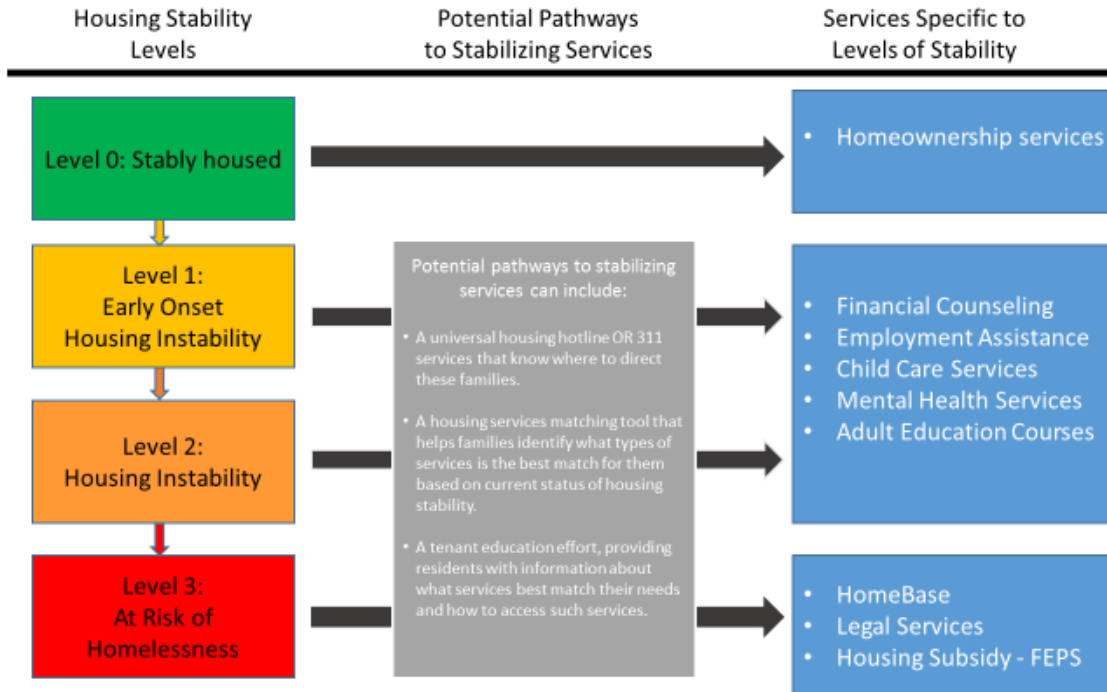 Housing Stability
Levels
Potential Pathways
to Stabilizing Services
Services Specific to
Levels of Stability
Level 0: Stably housed
• Homeownership services
Level 1:
Early Onset
Housing Instability
Level 2:
Housing Instability
Level 3:
At Risk of
Homelessness
Potential pathways to stabilizing
services can include:
• A universal housing hotline OR 311
services that know where to direct
these families.
• A housing services matching tool that
helps families identify what types of
services is the best match for them
based on current status of housing
stability.
• A tenant education effort, providing
residents with information about
what services best match their needs
and how to access such services.
• Financial Counseling
• Employment Assistance
• Child Care Services
• Mental Health Services
• Adult Education Courses
• HomeBase
• Legal Services
• Housing Subsidy - FEPS